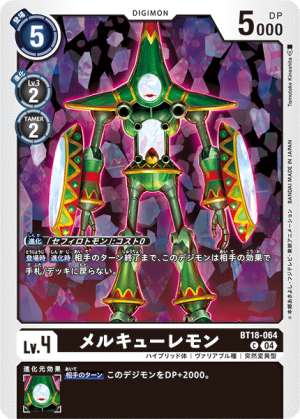 DIGIMON
登場
5
DP
5000
進化
Lv.3
2
TAMER
2
Tomotake Kinoshita
BANDAI MADE IN JAPAN
進化 「セフィロトモン」:コスト0
登場時 進化時 相手のターン終了まで、このデジモンは相手の効果で
手札/デッキに戻らない。
BT18-064
Lv.4
メルキューレモン
C 04
ハイブリッド体 ヴァリアブル種 突然変異型
進化元効果
相手のターン このデジモンをDP+2000。